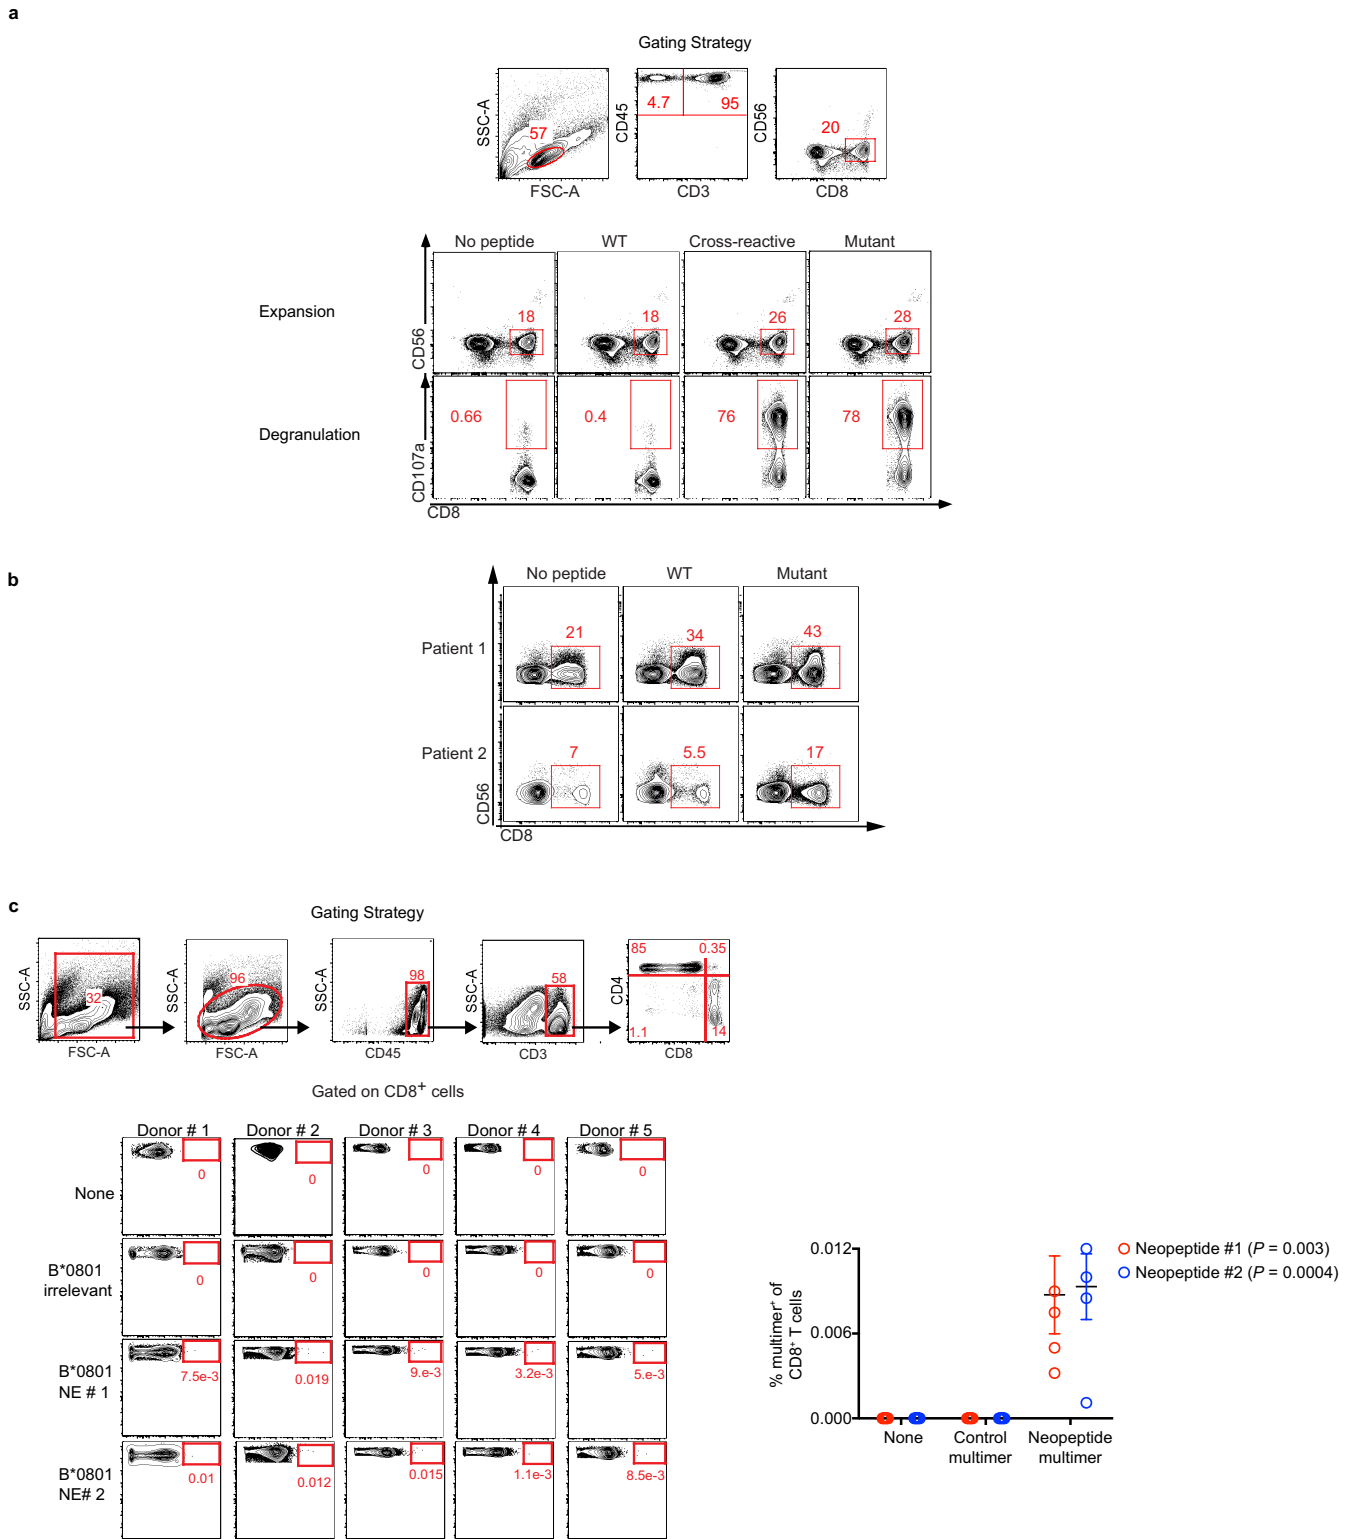 a
Gating Strategy
SSC-A
57
FSC-A
CD45
4.7
95
CD3
CD56
20
CD8
No peptide
WT
Cross-reactive
Mutant
Expansion
CD56
18
18
26
28
Degranulation
CD107a
0.66
0.4
76
78
CD8
b
No peptide
WT
Mutant
Patient 1
21
34
43
Patient 2
7
5.5
17
CD56
CD8
c
Gating Strategy
SSC-A
32
FSC-A
SSC-A
96
FSC-A
SSC-A
98
CD45
SSC-A
58
CD3
CD4
85
0.35
1.1
14
CD8
Gated on CD8⁺ cells
Donor # 1
Donor # 2
Donor # 3
Donor # 4
Donor # 5
None
0
0
0
0
0
B*0801
irrelevant
0
0
0
0
0
B*0801
NE # 1
7.5e-3
0.019
9.e-3
3.2e-3
5.e-3
B*0801
NE# 2
0.01
0.012
0.015
1.1e-3
8.5e-3
% multimer⁺ of
CD8⁺ T cells
0.012
0.006
0.000
None
Control
multimer
Neopeptide
multimer
Neopeptide #1 (P = 0.003)
Neopeptide #2 (P = 0.0004)